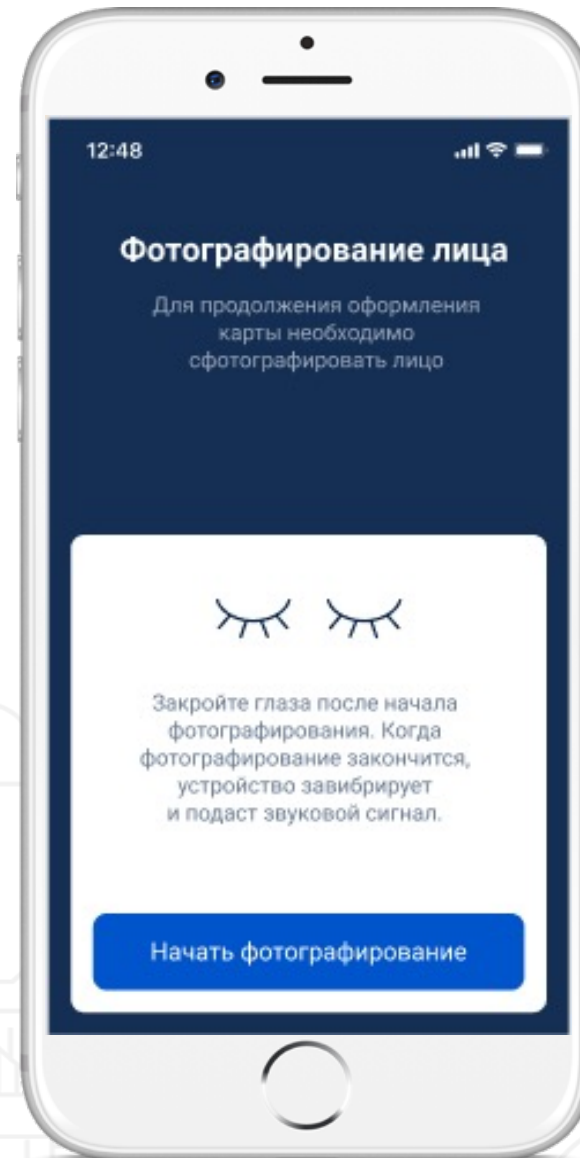 12:48
Фотографирование лица
Для продолжения оформления
карты необходимо
сфотографировать лицо
Закройте глаза после начала
фотографирования. Когда
фотографирование закончится,
устройство завибрирует
и подаст звуковой сигнал.
Начать фотографирование